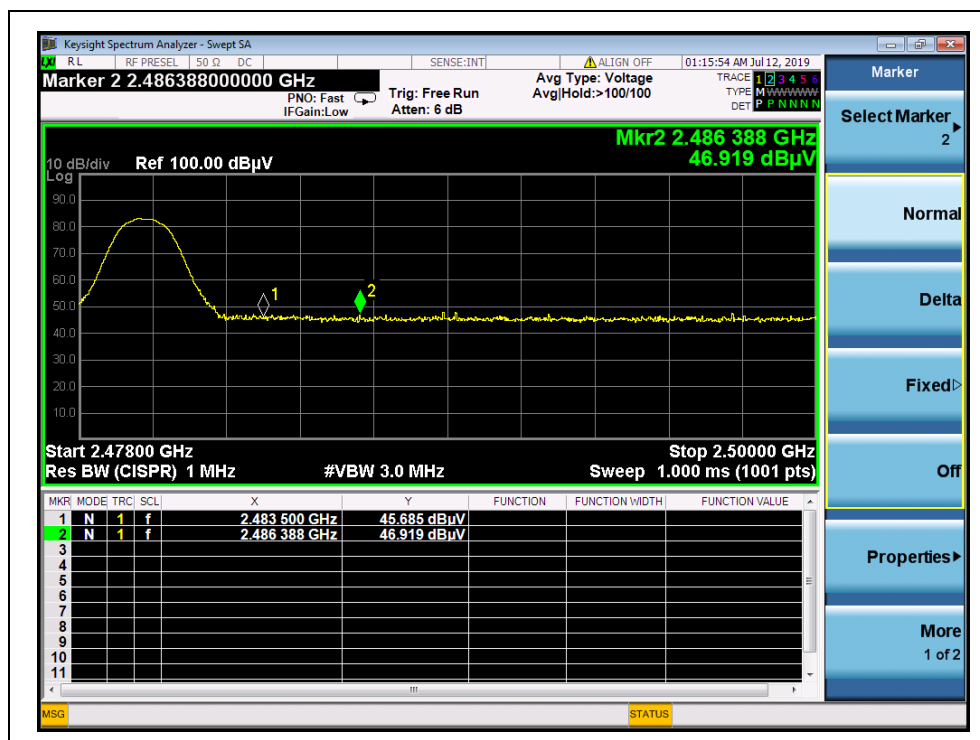 Keysight Spectrum Analyzer - Swept SA
LXI RL RF PRESEL 50 Ω DC SENSE:INT ALIGN OFF 01:15:54 AM Jul 12, 2019
Marker 2 2.486388000000 GHz
PNO: Fast
IFGain:Low
Trig: Free Run
Atten: 6 dB
Avg Type: Voltage
Avg|Hold:>100/100
TRACE 1 2 3 4 5 6
TYPE M WWWWW
DET P P N N N N
Mkr2 2.486 388 GHz
46.919 dBµV
10 dB/div Ref 100.00 dBµV
Log
90.0
80.0
70.0
60.0
50.0
40.0
30.0
20.0
10.0
1
2
Start 2.47800 GHz Stop 2.50000 GHz
Res BW (CISPR) 1 MHz #VBW 3.0 MHz Sweep 1.000 ms (1001 pts)
MKR MODE TRC SCL X Y FUNCTION FUNCTION WIDTH FUNCTION VALUE
1 N 1 f 2.483 500 GHz 45.685 dBµV
2 N 1 f 2.486 388 GHz 46.919 dBµV
3
4
5
6
7
8
9
10
11
MSG STATUS
Marker
Select Marker
2
Normal
Delta
Fixed
Off
Properties
More
1 of 2